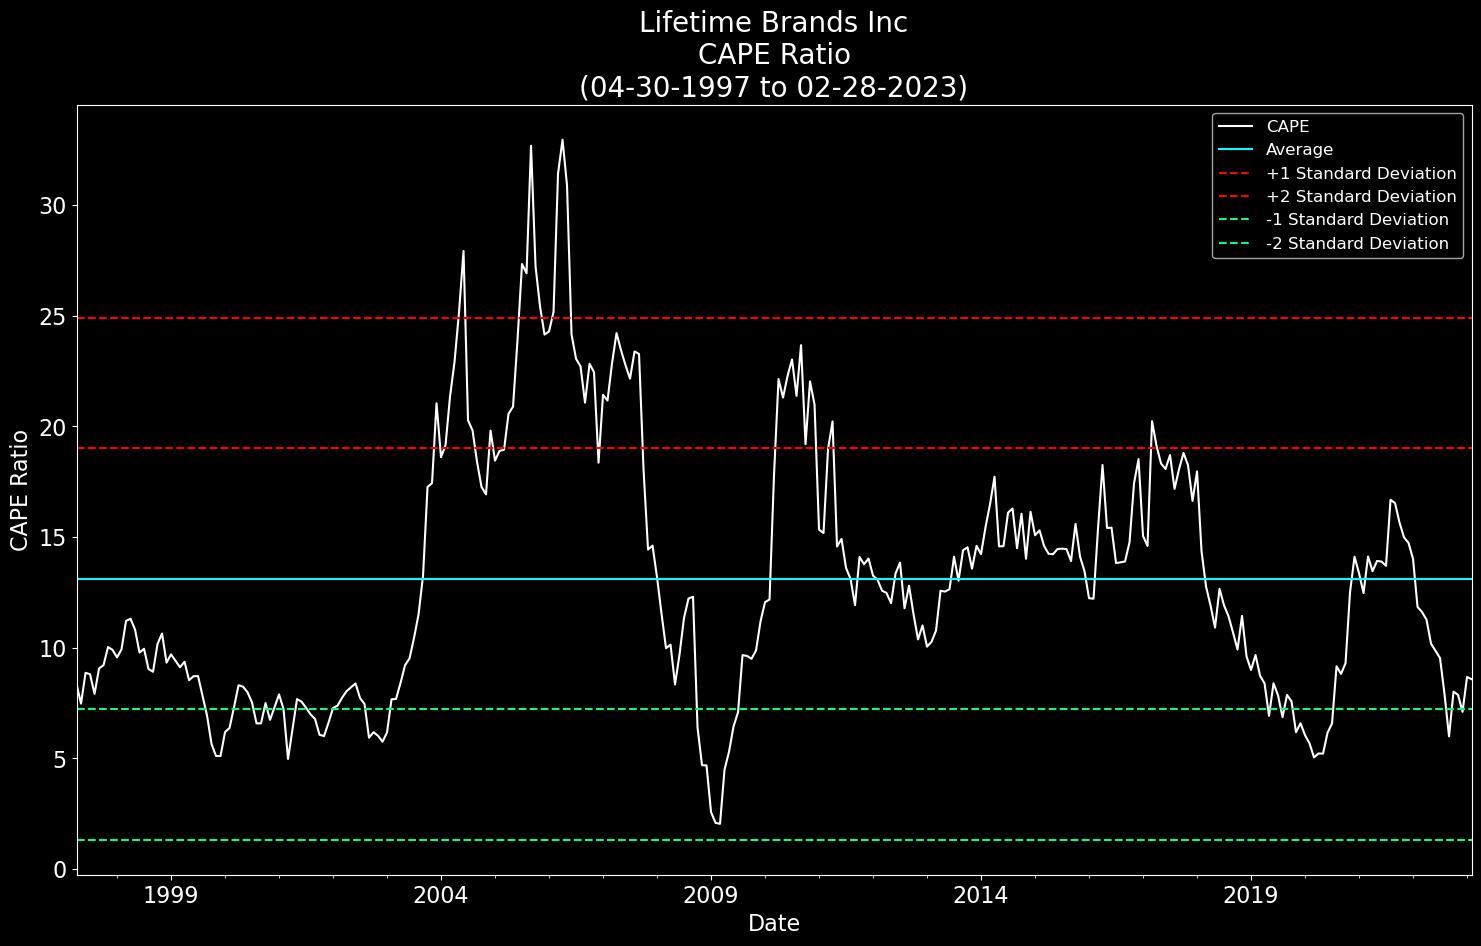 Lifetime Brands Inc
CAPE Ratio
(04-30-1997 to 02-28-2023)
CAPE
Average
+1 Standard Deviation
+2 Standard Deviation
-1 Standard Deviation
-2 Standard Deviation
CAPE Ratio
30
25
20
15
10
5
0
1999
2004
2009
2014
2019
Date